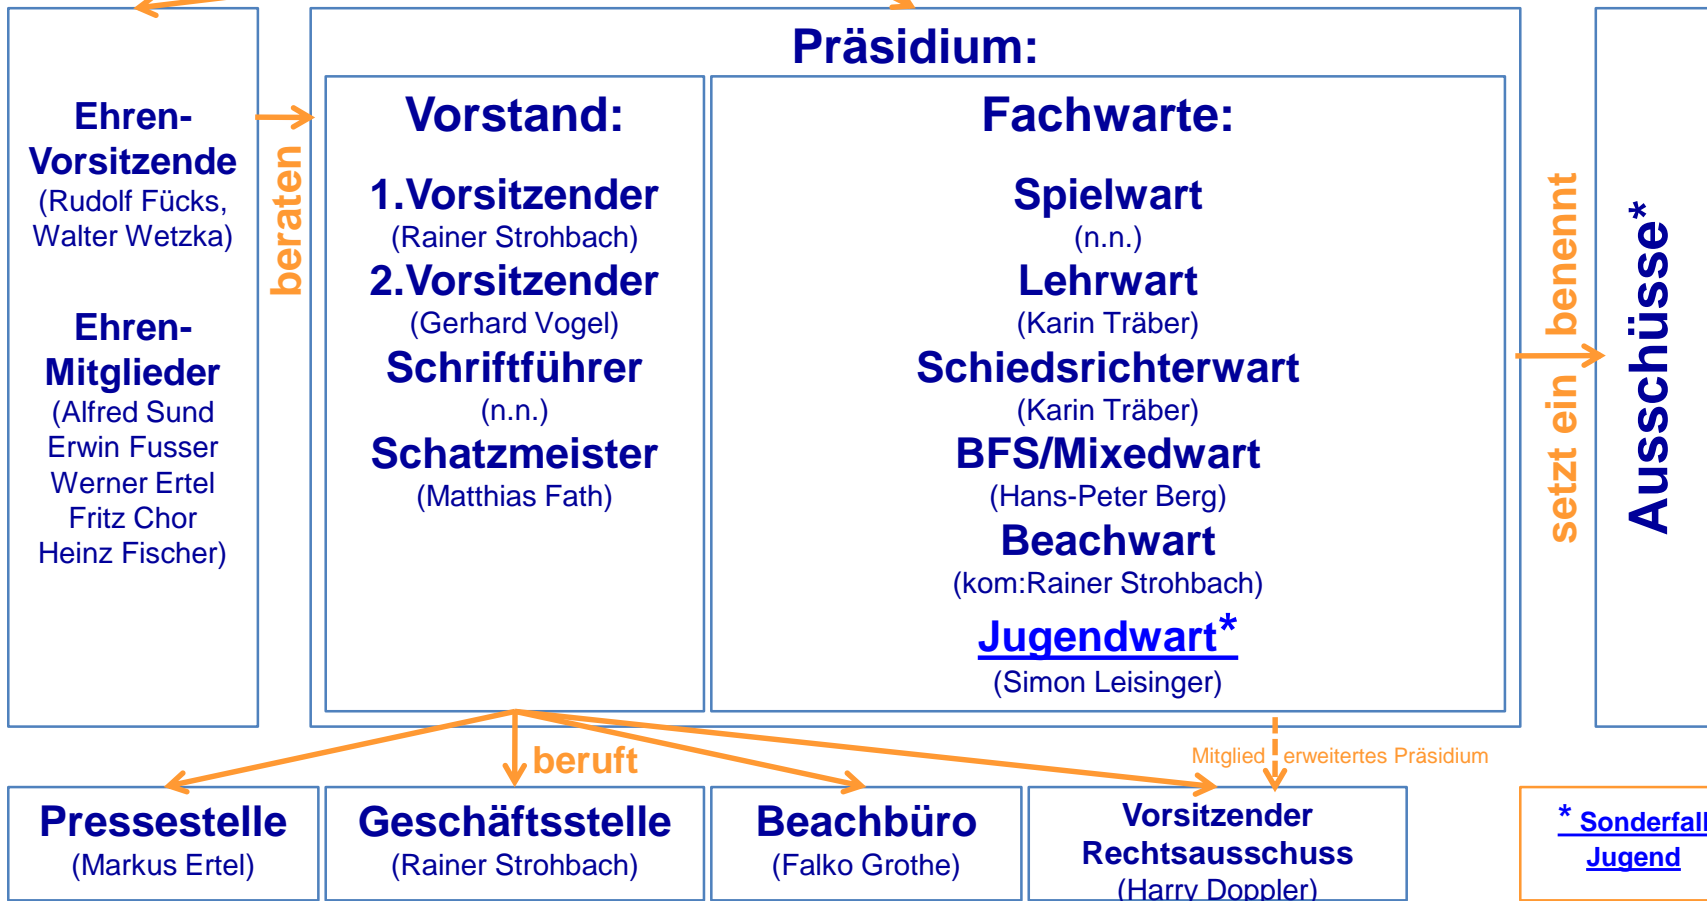 Präsidium:
Ehren-
Vorsitzende
(Rudolf Fücks,
Walter Wetzka)
Ehren-
Mitglieder
(Alfred Sund
Erwin Fusser
Werner Ertel
Fritz Chor
Heinz Fischer)
beraten
Vorstand:
1.Vorsitzender
(Rainer Strohbach)
2.Vorsitzender
(Gerhard Vogel)
Schriftführer
(n.n.)
Schatzmeister
(Matthias Fath)
Fachwarte:
Spielwart
(n.n.)
Lehrwart
(Karin Träber)
Schiedsrichterwart
(Karin Träber)
BFS/Mixedwart
(Hans-Peter Berg)
Beachwart
(kom:Rainer Strohbach)
Jugendwart*
(Simon Leisinger)
setzt ein benennt
Ausschüsse*
beruft
Mitglied erweitertes Präsidium
Pressestelle
(Markus Ertel)
Geschäftsstelle
(Rainer Strohbach)
Beachbüro
(Falko Grothe)
Vorsitzender
Rechtsausschuss
(Harry Doppler)
* Sonderfall
Jugend